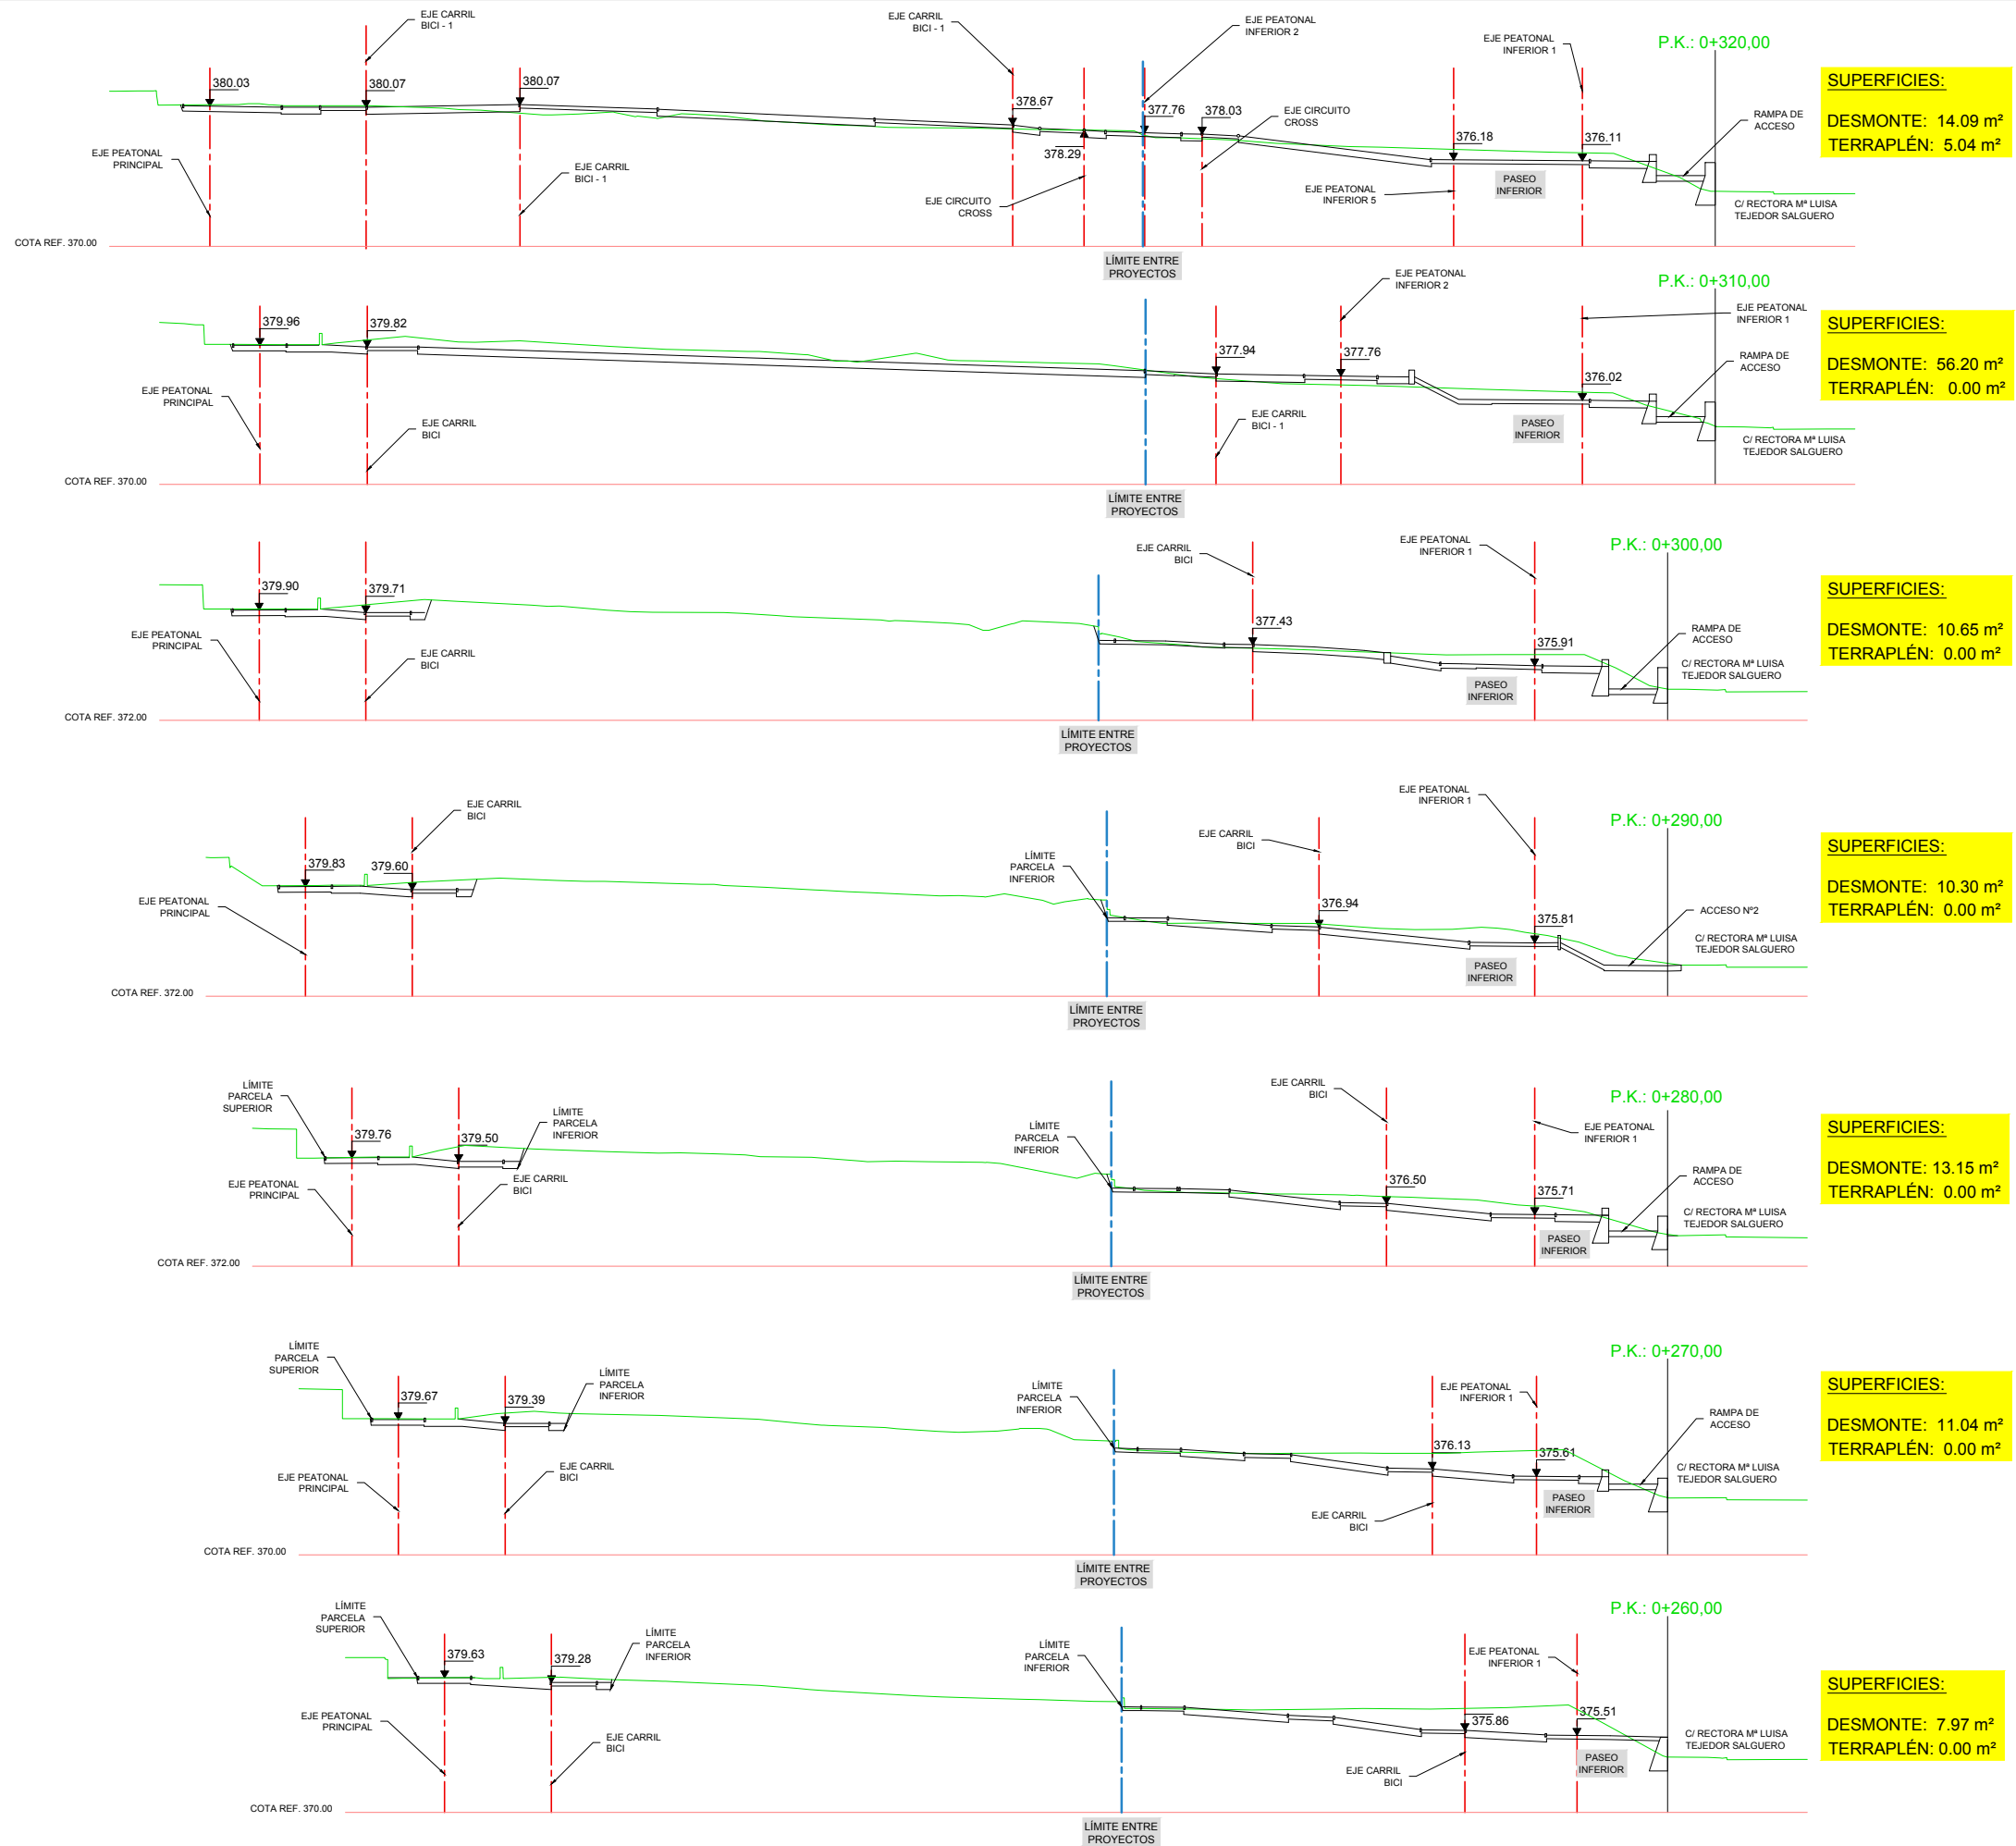 EJE CARRIL
BICI - 1
EJE CARRIL
BICI - 1
EJE PEATONAL
INFERIOR 2
EJE PEATONAL
INFERIOR 1
P.K.: 0+320,00
380.03
380.07
380.07
378.67
377.76
378.03
378.29
376.18
376.11
EJE PEATONAL
PRINCIPAL
EJE CARRIL
BICI - 1
EJE CIRCUITO
CROSS
EJE CIRCUITO
CROSS
EJE PEATONAL
INFERIOR 5
PASEO
INFERIOR
RAMPA DE
ACCESO
C/ RECTORA Mª LUISA
TEJEDOR SALGUERO
COTA REF. 370.00
LÍMITE ENTRE
PROYECTOS
SUPERFICIES:
DESMONTE: 14.09 m²
TERRAPLÉN: 5.04 m²
EJE PEATONAL
INFERIOR 2
P.K.: 0+310,00
EJE PEATONAL
INFERIOR 1
379.96
379.82
377.94
377.76
376.02
RAMPA DE
ACCESO
EJE PEATONAL
PRINCIPAL
EJE CARRIL
BICI
EJE CARRIL
BICI - 1
PASEO
INFERIOR
C/ RECTORA Mª LUISA
TEJEDOR SALGUERO
COTA REF. 370.00
LÍMITE ENTRE
PROYECTOS
SUPERFICIES:
DESMONTE: 56.20 m²
TERRAPLÉN: 0.00 m²
EJE CARRIL
BICI
EJE PEATONAL
INFERIOR 1
P.K.: 0+300,00
379.90
379.71
377.43
375.91
EJE PEATONAL
PRINCIPAL
EJE CARRIL
BICI
RAMPA DE
ACCESO
C/ RECTORA Mª LUISA
TEJEDOR SALGUERO
PASEO
INFERIOR
COTA REF. 372.00
LÍMITE ENTRE
PROYECTOS
SUPERFICIES:
DESMONTE: 10.65 m²
TERRAPLÉN: 0.00 m²
EJE CARRIL
BICI
EJE PEATONAL
INFERIOR 1
P.K.: 0+290,00
EJE CARRIL
BICI
LÍMITE
PARCELA
INFERIOR
379.83
379.60
376.94
375.81
EJE PEATONAL
PRINCIPAL
ACCESO Nº2
C/ RECTORA Mª LUISA
TEJEDOR SALGUERO
PASEO
INFERIOR
COTA REF. 372.00
LÍMITE ENTRE
PROYECTOS
SUPERFICIES:
DESMONTE: 10.30 m²
TERRAPLÉN: 0.00 m²
LÍMITE
PARCELA
SUPERIOR
EJE CARRIL
BICI
P.K.: 0+280,00
LÍMITE
PARCELA
INFERIOR
LÍMITE
PARCELA
INFERIOR
EJE PEATONAL
INFERIOR 1
379.76
379.50
376.50
375.71
EJE PEATONAL
PRINCIPAL
EJE CARRIL
BICI
RAMPA DE
ACCESO
C/ RECTORA Mª LUISA
TEJEDOR SALGUERO
PASEO
INFERIOR
COTA REF. 372.00
LÍMITE ENTRE
PROYECTOS
SUPERFICIES:
DESMONTE: 13.15 m²
TERRAPLÉN: 0.00 m²
LÍMITE
PARCELA
SUPERIOR
P.K.: 0+270,00
LÍMITE
PARCELA
INFERIOR
LÍMITE
PARCELA
INFERIOR
EJE PEATONAL
INFERIOR 1
379.67
379.39
376.13
375.61
RAMPA DE
ACCESO
EJE PEATONAL
PRINCIPAL
EJE CARRIL
BICI
EJE CARRIL
BICI
PASEO
INFERIOR
C/ RECTORA Mª LUISA
TEJEDOR SALGUERO
COTA REF. 370.00
LÍMITE ENTRE
PROYECTOS
SUPERFICIES:
DESMONTE: 11.04 m²
TERRAPLÉN: 0.00 m²
LÍMITE
PARCELA
SUPERIOR
P.K.: 0+260,00
LÍMITE
PARCELA
INFERIOR
LÍMITE
PARCELA
INFERIOR
EJE PEATONAL
INFERIOR 1
379.63
379.28
375.86
375.51
EJE PEATONAL
PRINCIPAL
EJE CARRIL
BICI
EJE CARRIL
BICI
PASEO
INFERIOR
C/ RECTORA Mª LUISA
TEJEDOR SALGUERO
COTA REF. 370.00
LÍMITE ENTRE
PROYECTOS
SUPERFICIES:
DESMONTE: 7.97 m²
TERRAPLÉN: 0.00 m²